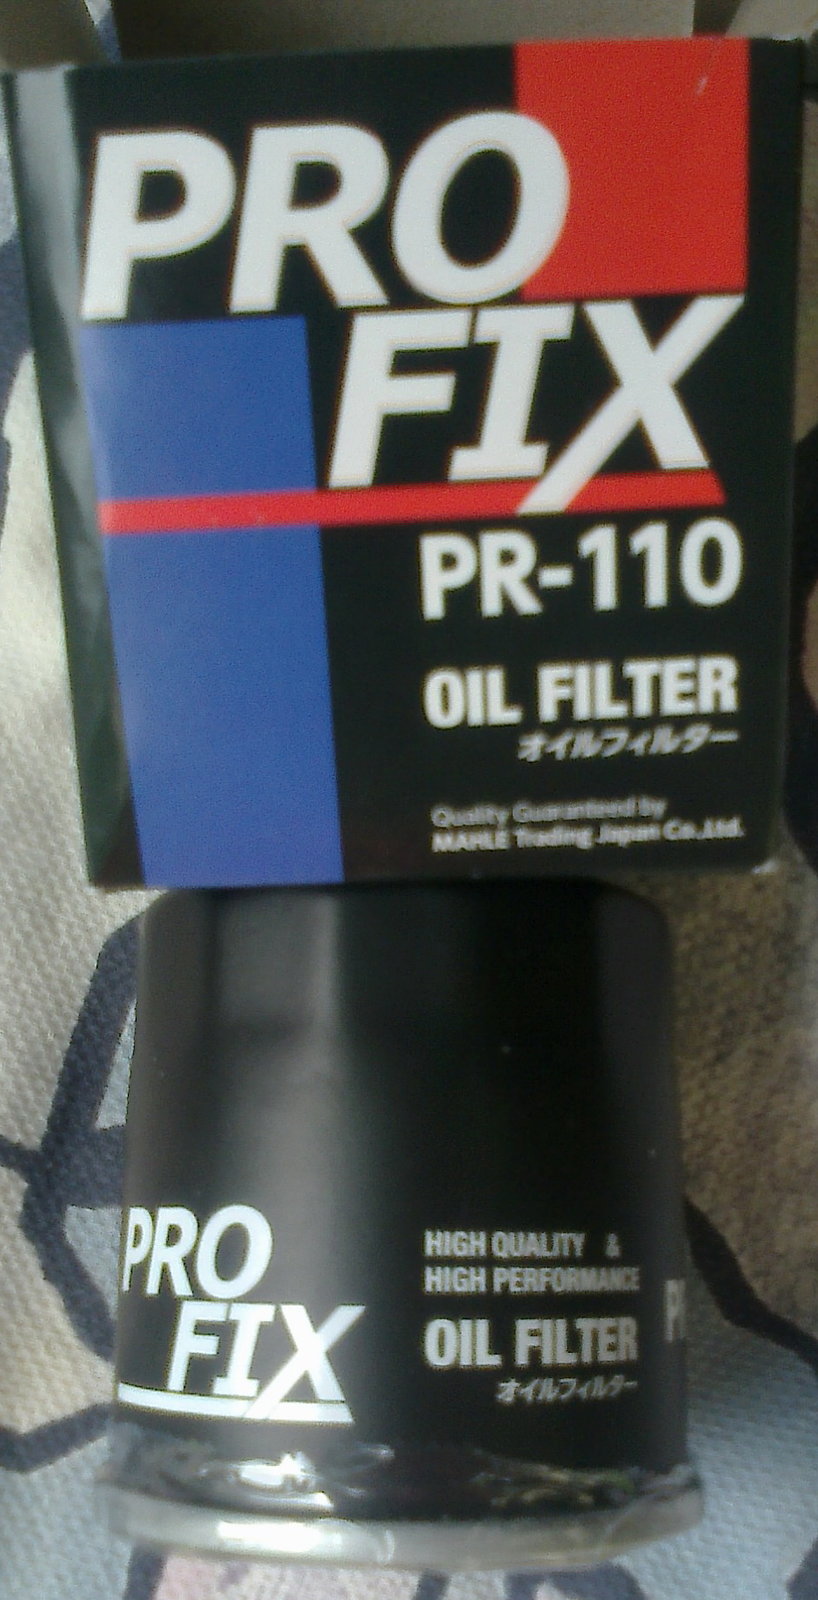 PRO
FIX
PR-110
OIL FILTER
オイルフィルター
Quality Guaranteed by
MAHLE Trading Japan Co.,Ltd.
PRO
FIX
HIGH QUALITY &
HIGH PERFORMANCE
OIL FILTER
オイルフィルター